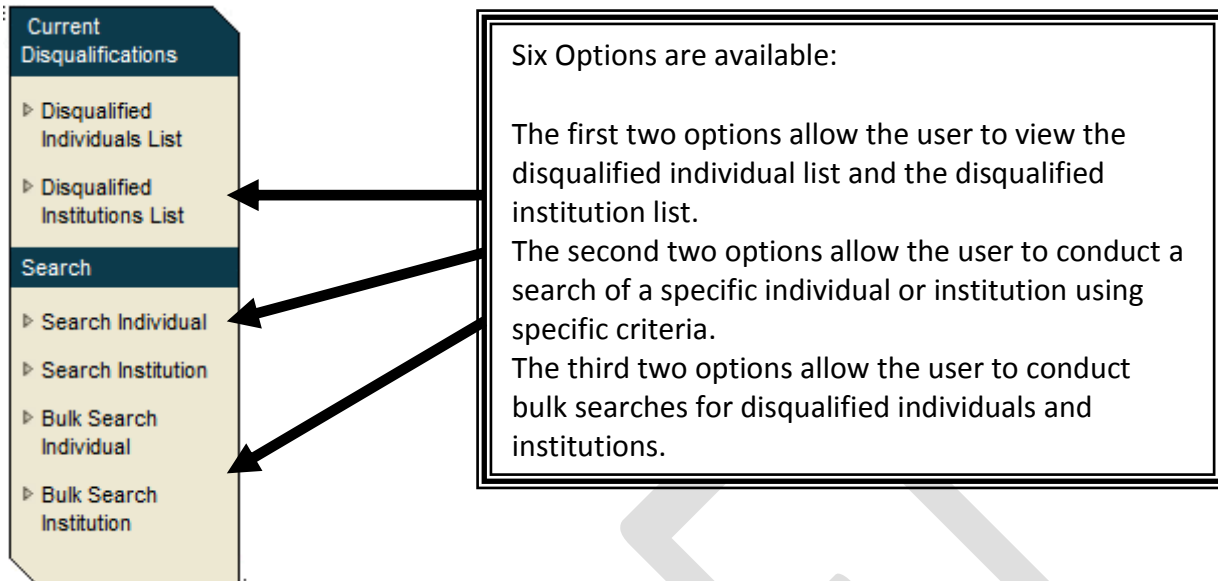 Current
Disqualifications
Disqualified
Individuals List
Disqualified
Institutions List
Search
Search Individual
Search Institution
Bulk Search
Individual
Bulk Search
Institution
Six Options are available:
The first two options allow the user to view the
disqualified individual list and the disqualified
institution list.
The second two options allow the user to conduct a
search of a specific individual or institution using
specific criteria.
The third two options allow the user to conduct
bulk searches for disqualified individuals and
institutions.